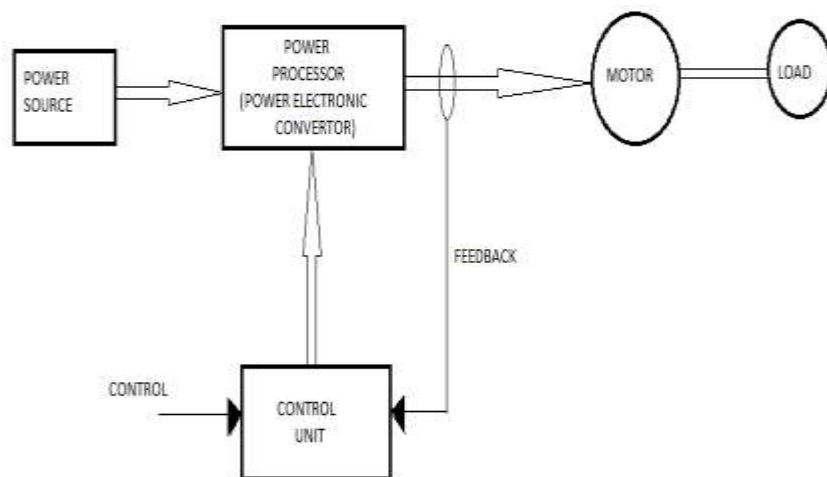 POWER
SOURCE
POWER
PROCESSOR
(POWER ELECTRONIC
CONVERTOR)
MOTOR
LOAD
FEEDBACK
CONTROL
CONTROL
UNIT